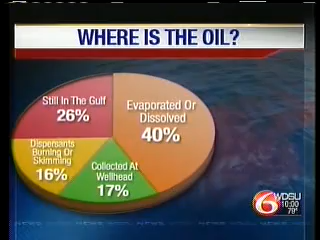 WHERE IS THE OIL?
Still In The Gulf
26%
Evaporated Or
Dissolved
40%
Dispersants
Burning Or
Skimming
16%
Collected At
Wellhead
17%
6 WDSU
10:00
79°